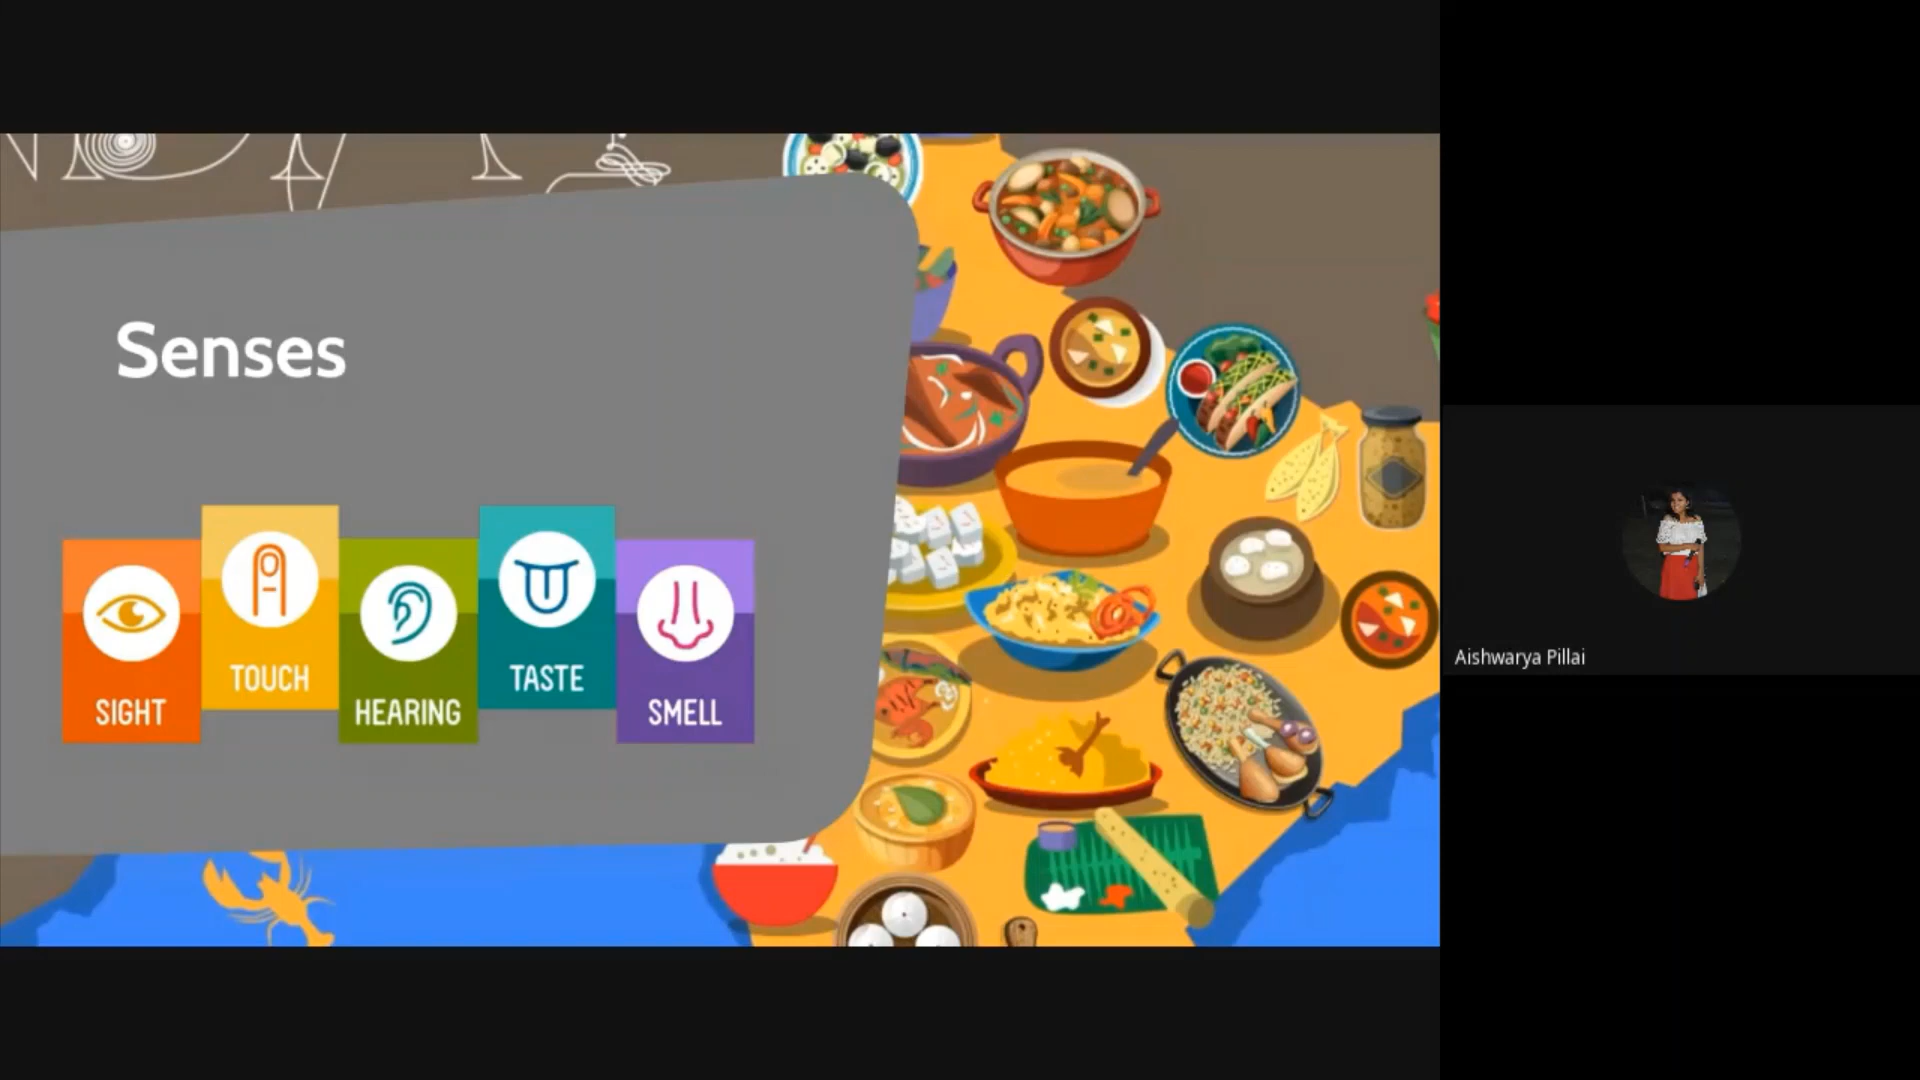 Senses
SIGHT
TOUCH
HEARING
TASTE
SMELL
Aishwarya Pillai